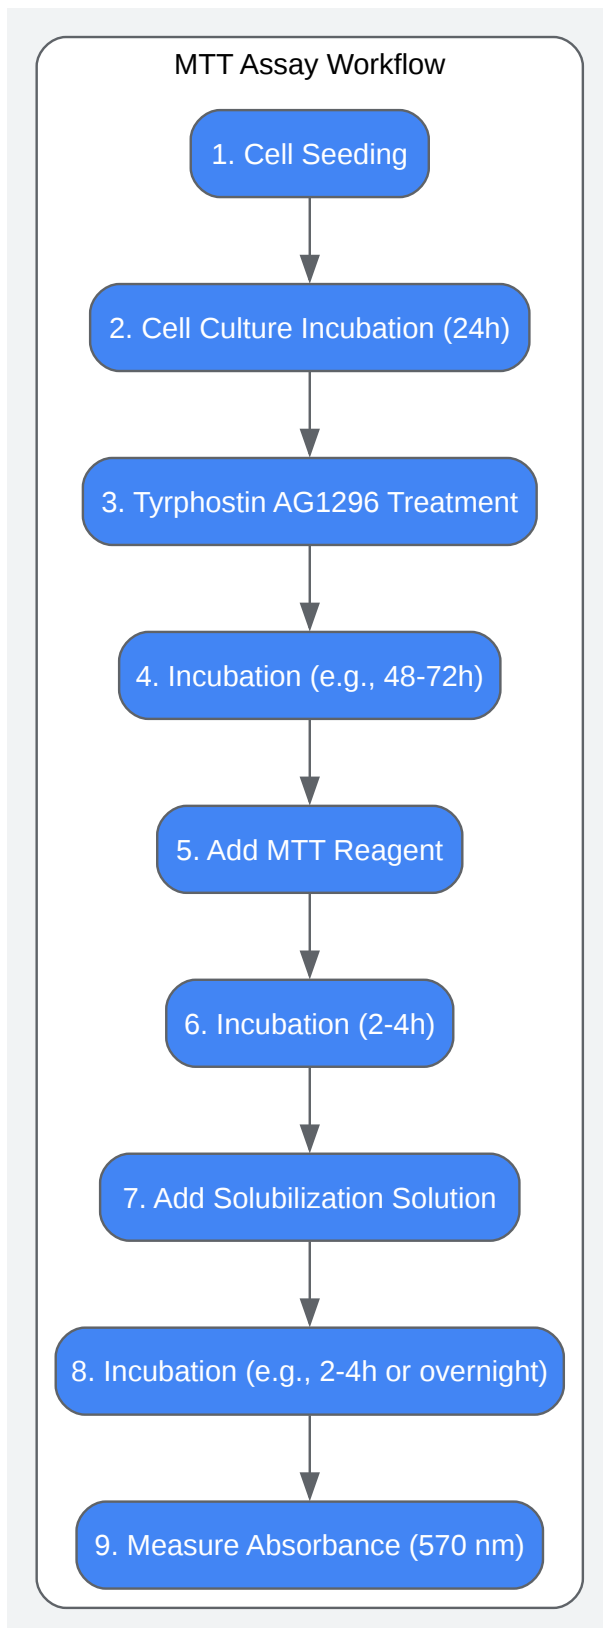 MTT Assay Workflow
1. Cell Seeding
2. Cell Culture Incubation (24h)
3. Tyrphostin AG1296 Treatment
4. Incubation (e.g., 48-72h)
5. Add MTT Reagent
6. Incubation (2-4h)
7. Add Solubilization Solution
8. Incubation (e.g., 2-4h or overnight)
9. Measure Absorbance (570 nm)